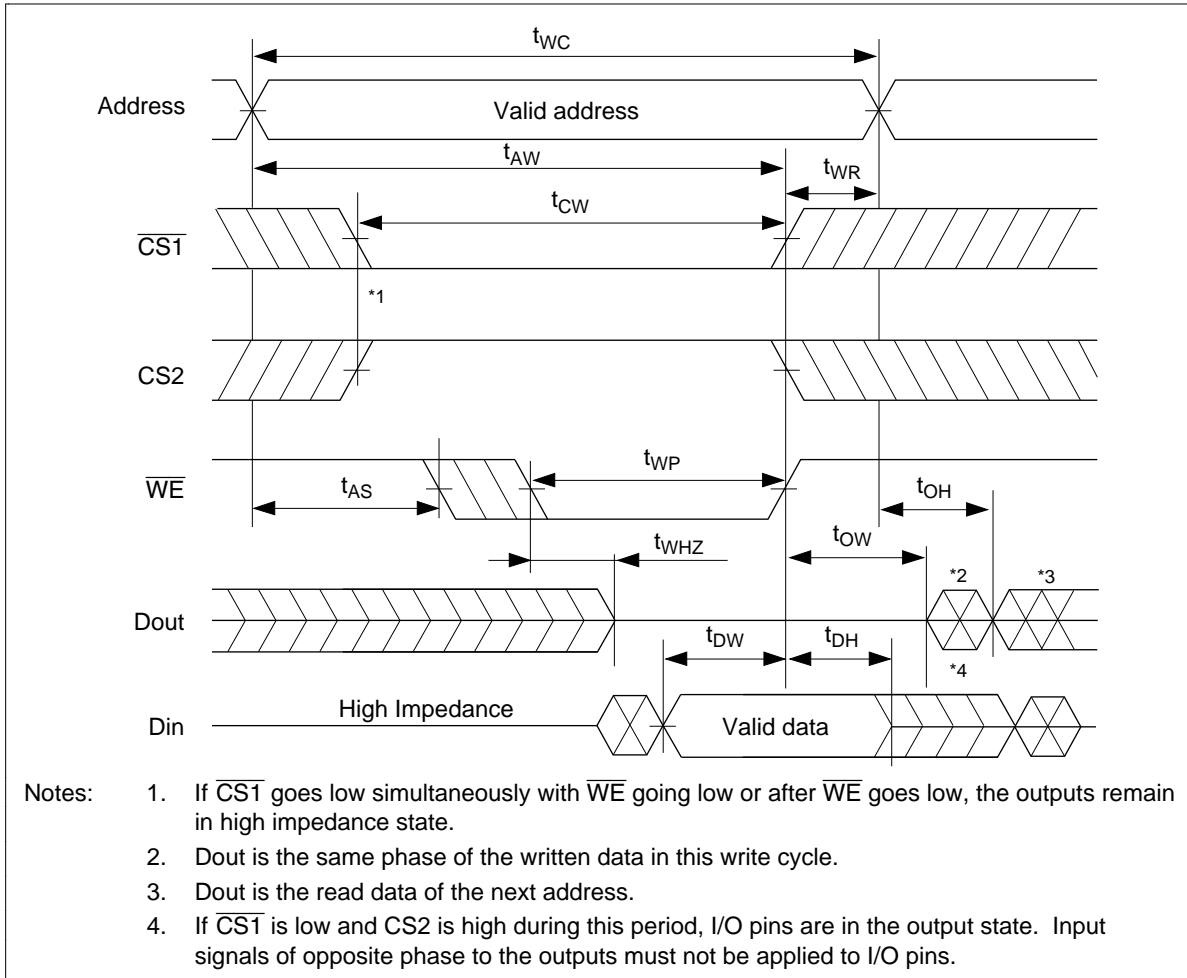 tWC
Address
Valid address
tAW
tWR
tCW
CS1
*1
CS2
tWP
WE
tAS
tOH
tOW
tWHZ
*2
*3
Dout
tDW
tDH
*4
High Impedance
Din
Valid data
Notes: 1. If CS1 goes low simultaneously with WE going low or after WE goes low, the outputs remain
in high impedance state.
2. Dout is the same phase of the written data in this write cycle.
3. Dout is the read data of the next address.
4. If CS1 is low and CS2 is high during this period, I/O pins are in the output state. Input
signals of opposite phase to the outputs must not be applied to I/O pins.